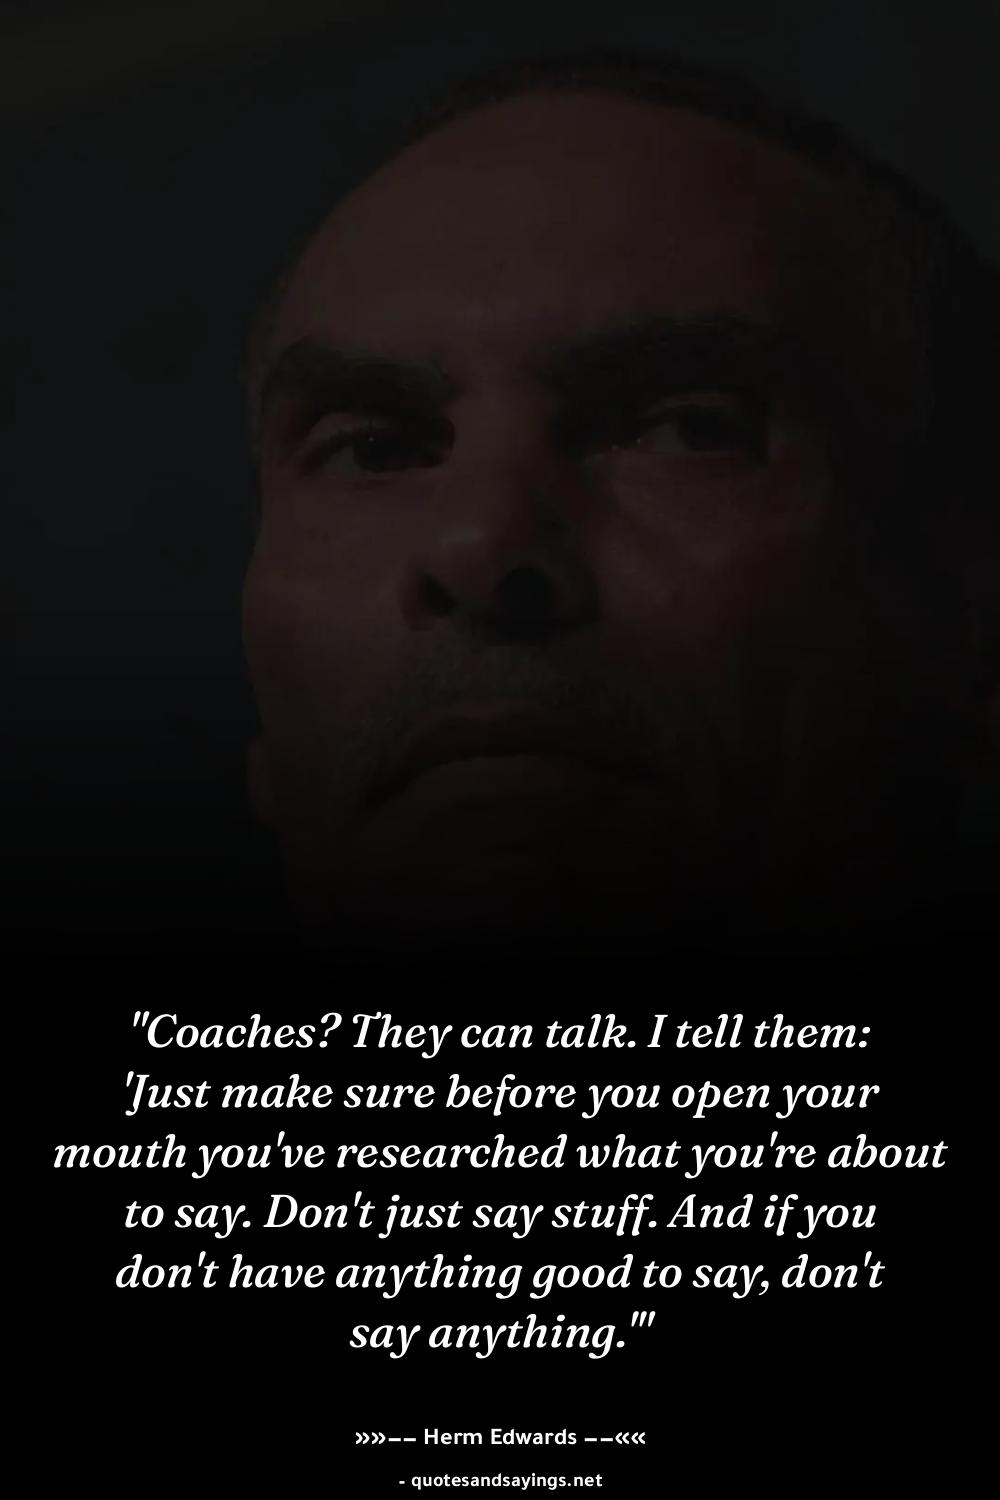 "Coaches? They can talk. I tell them:
'Just make sure before you open your
mouth you've researched what you're about
to say. Don't just say stuff. And if you
don't have anything good to say, don't
say anything.'"
»»−− Herm Edwards −−««
- quotesandsayings.net